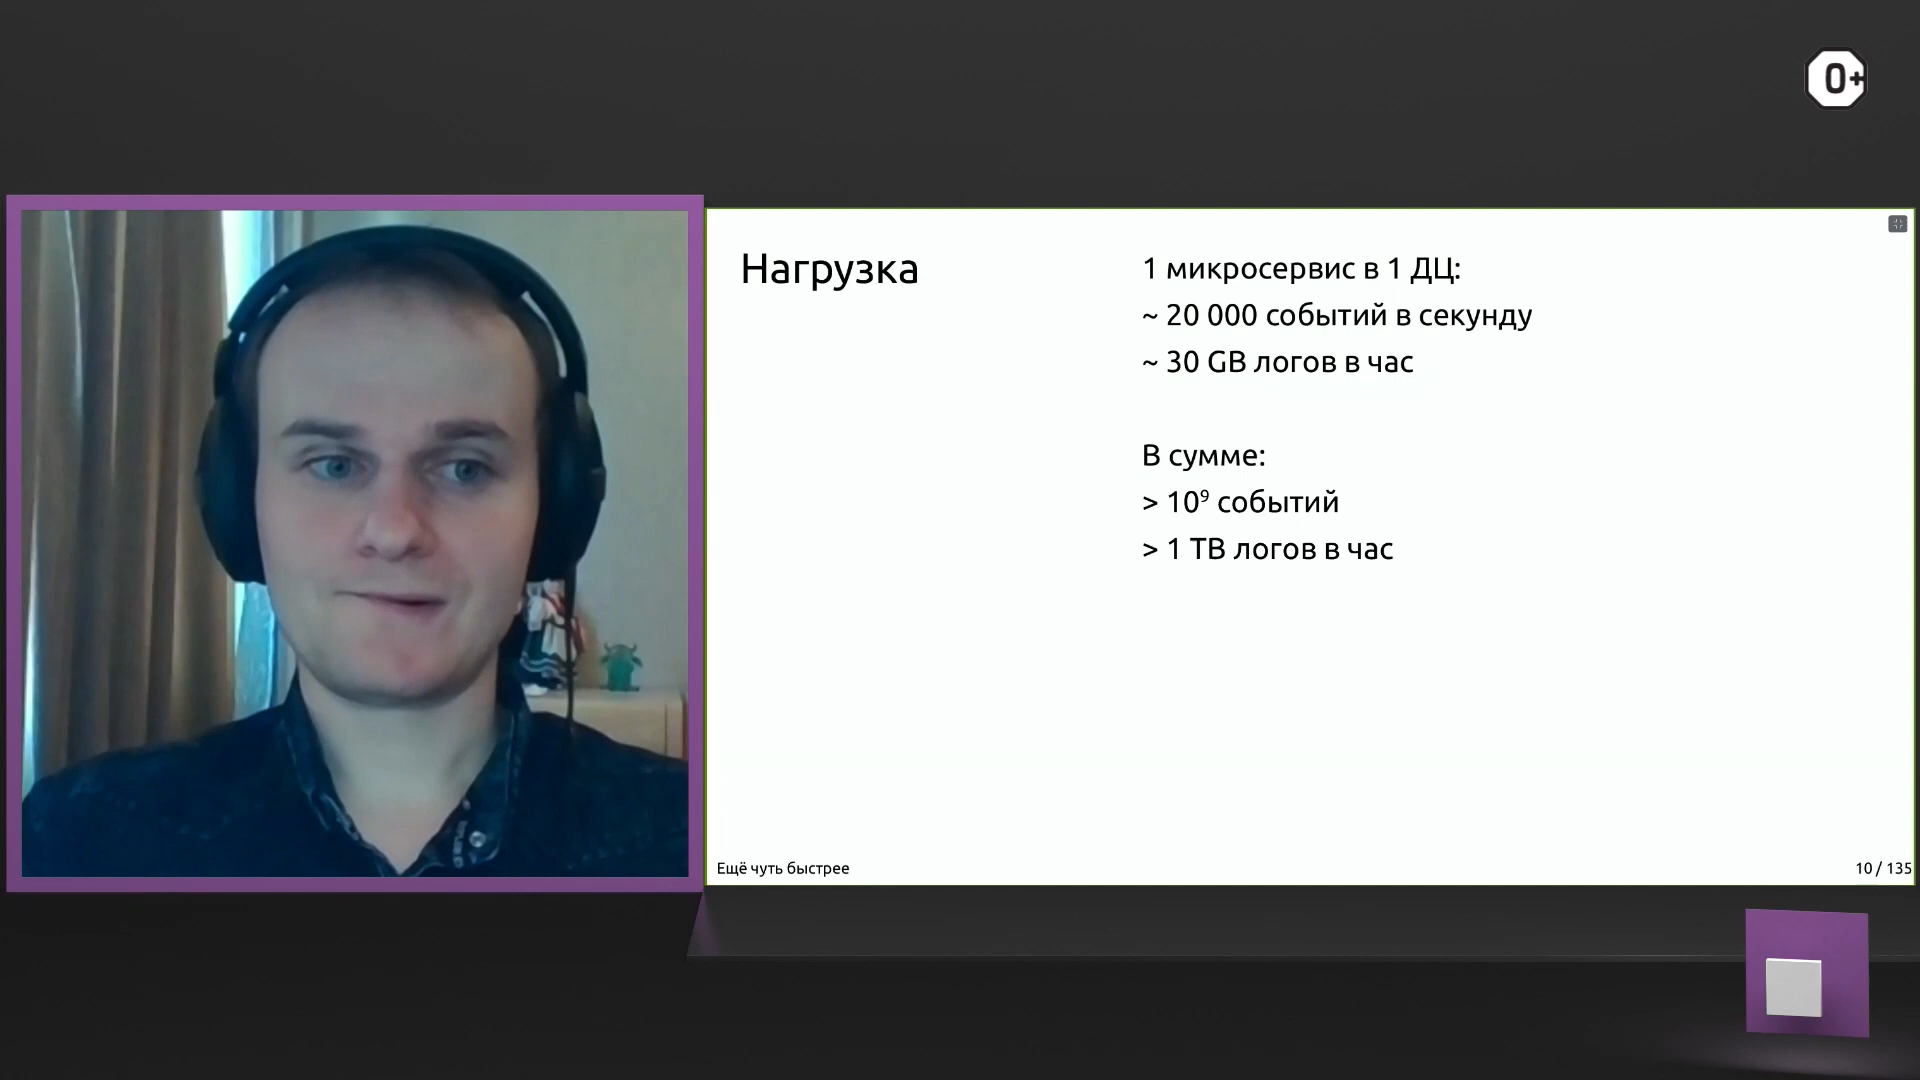 0+
Нагрузка
1 микросервис в 1 ДЦ:
~ 20 000 событий в секунду
~ 30 GB логов в час
В сумме:
> 10⁹ событий
> 1 TB логов в час
Ещё чуть быстрее
10 / 135